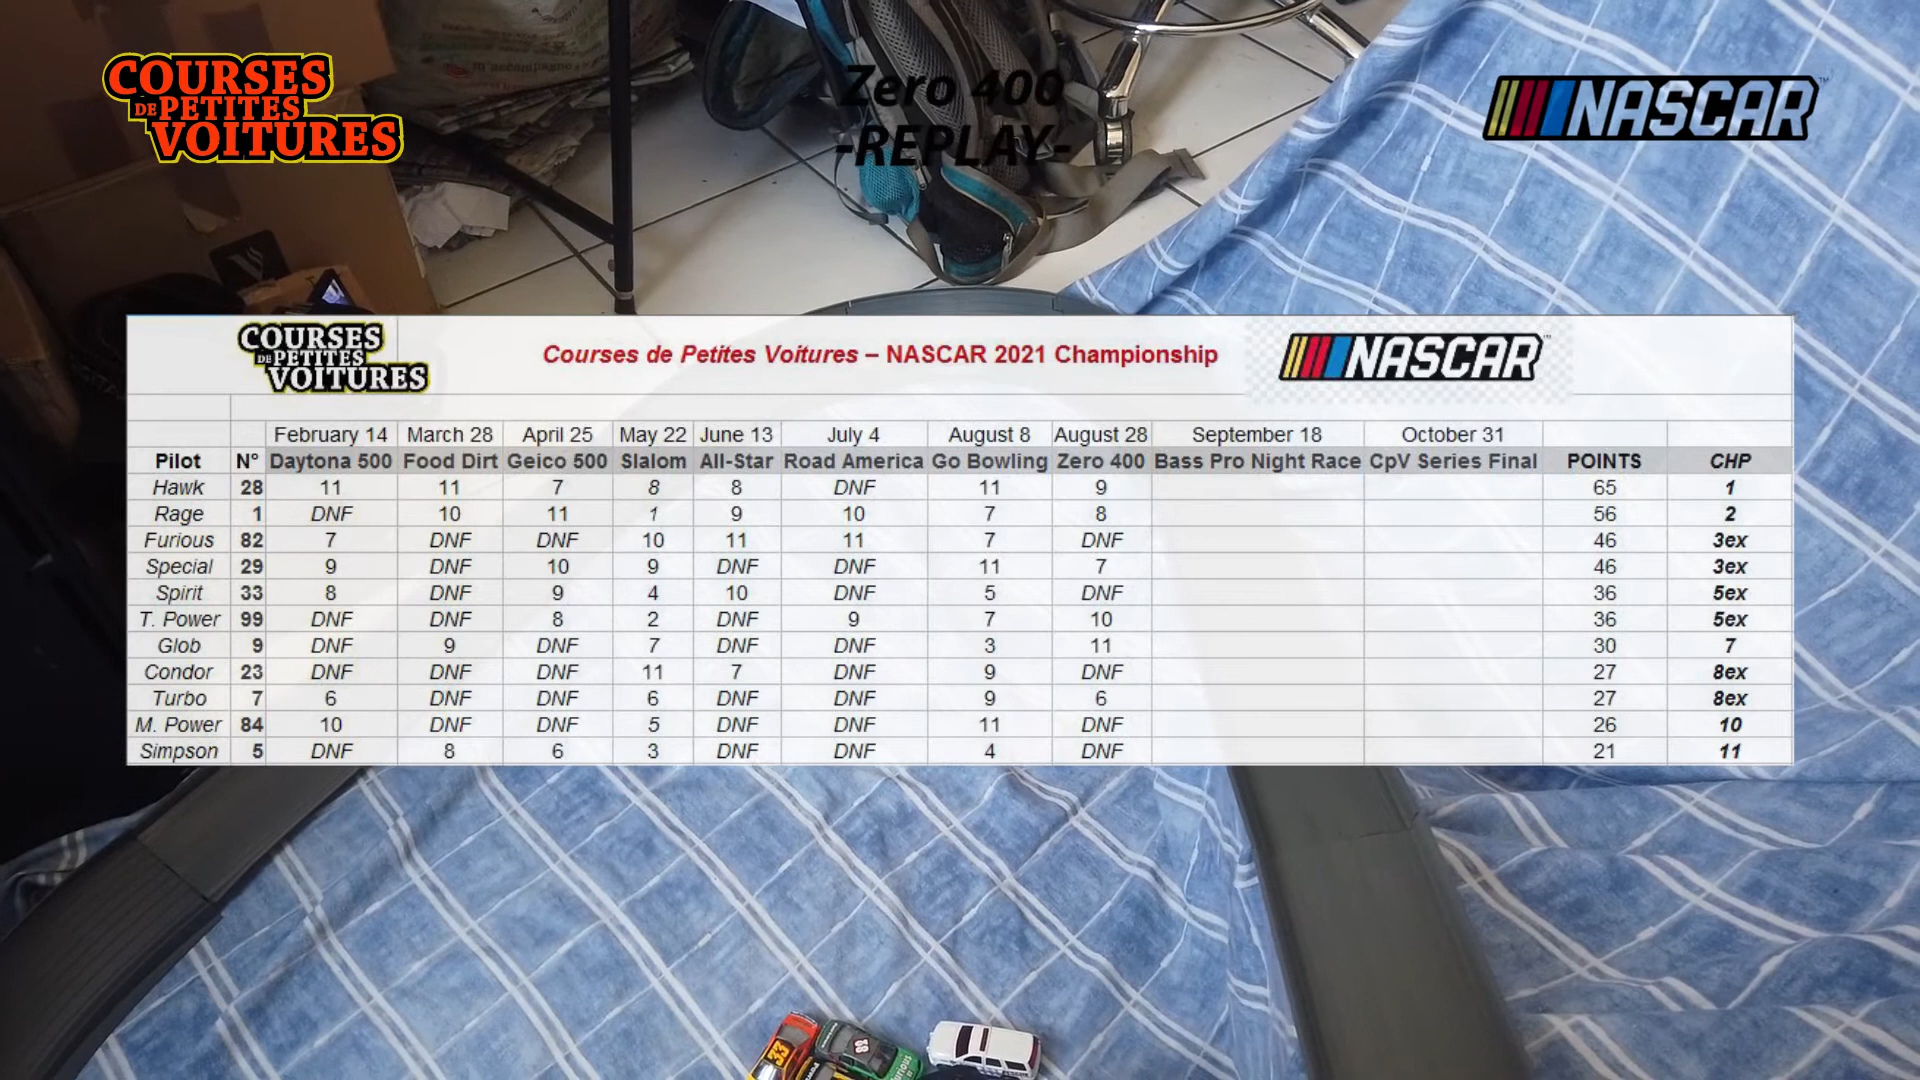 COURSES
DE PETITES
VOITURES
Zero 400
-REPLAY-
NASCAR
COURSES
DE PETITES
VOITURES
Courses de Petites Voitures – NASCAR 2021 Championship
NASCAR
February 14 March 28 April 25 May 22 June 13 July 4 August 8 August 28 September 18 October 31
Pilot N° Daytona 500 Food Dirt Geico 500 Slalom All-Star Road America Go Bowling Zero 400 Bass Pro Night Race CpV Series Final POINTS CHP
Hawk 28 11 11 7 8 8 DNF 11 9 65 1
Rage 1 DNF 10 11 1 9 10 7 8 56 2
Furious 82 7 DNF DNF 10 11 11 7 DNF 46 3ex
Special 29 9 DNF 10 9 DNF DNF 11 7 46 3ex
Spirit 33 8 DNF 9 4 10 DNF 5 DNF 36 5ex
T. Power 99 DNF DNF 8 2 DNF 9 7 10 36 5ex
Glob 9 DNF 9 DNF 7 DNF DNF 3 11 30 7
Condor 23 DNF DNF DNF 11 7 DNF 9 DNF 27 8ex
Turbo 7 6 DNF DNF 6 DNF DNF 9 6 27 8ex
M. Power 84 10 DNF DNF 5 DNF DNF 11 DNF 26 10
Simpson 5 DNF 8 6 3 DNF DNF 4 DNF 21 11
33
82